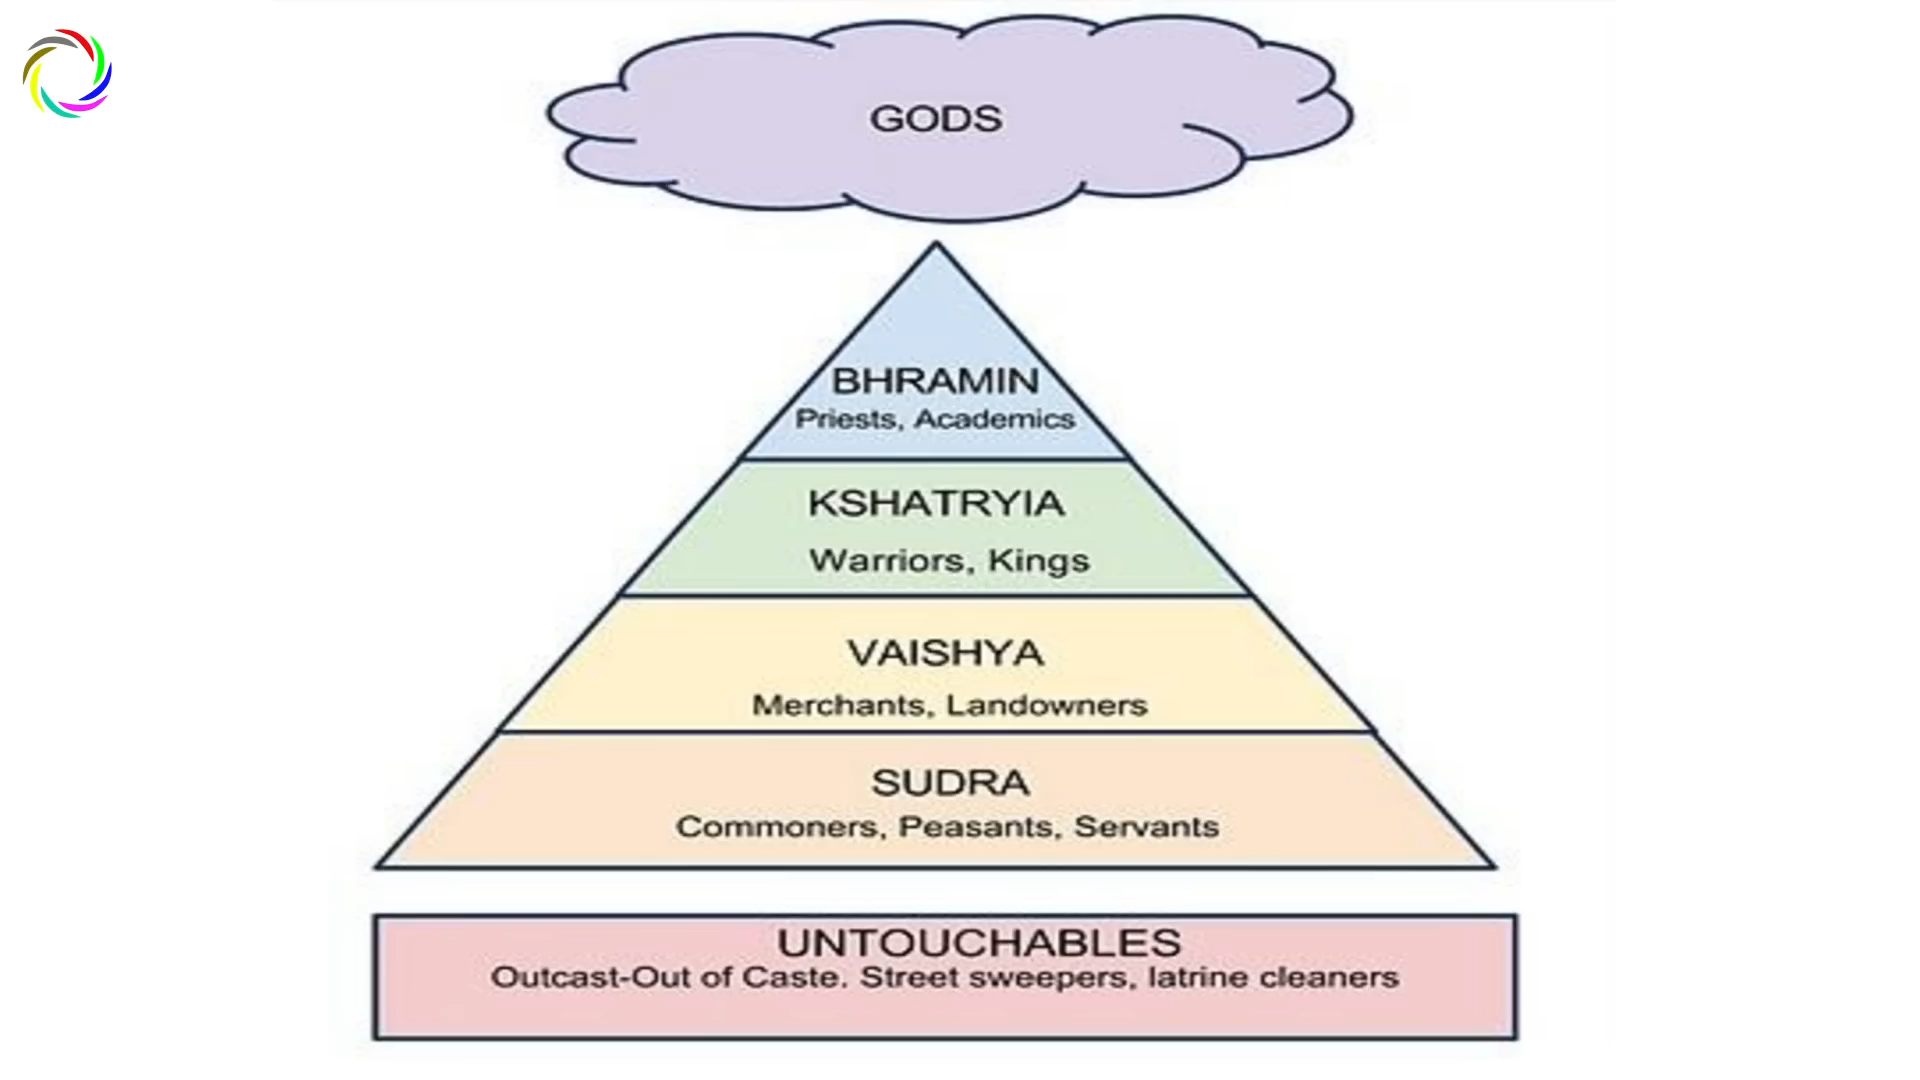 GODS
BHRAMIN
Priests, Academics
KSHATRYIA
Warriors, Kings
VAISHYA
Merchants, Landowners
SUDRA
Commoners, Peasants, Servants
UNTOUCHABLES
Outcast-Out of Caste. Street sweepers, latrine cleaners